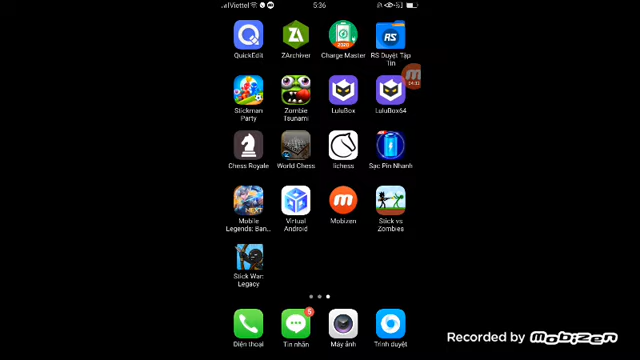 Viettel
5:36
QuickEdit
ZArchiver
Charge Master
RS Duyệt Tập Tin
Stickman Party
Zombie Tsunami
LuluBox
LuluBox64
Chess Royale
World Chess
lichess
Sạc Pin Nhanh
Mobile Legends: Ban...
Virtual Android
Mobizen
Stick vs Zombies
Stick War: Legacy
5
Điện thoại
Tin nhắn
Máy ảnh
Trình duyệt
Recorded by Mobizen